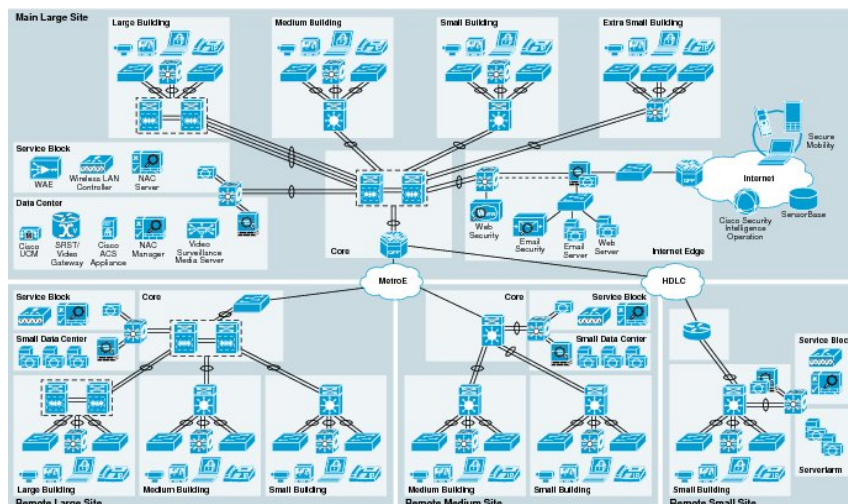 Main Large Site
Large Building
Medium Building
Small Building
Extra Small Building
Secure
Mobility
Service Block
WAE
Wireless LAN
Controller
NAC
Server
Data Center
Cisco
UCM
SRST/
Video
Gateway
Cisco
ACS
Appliance
NAC
Manager
Video
Surveillance
Media Server
Core
Web
Security
Email
Security
Email
Server
Web
Server
Internet Edge
Internet
Cisco Security
Intelligence
Operation
SensorBase
MetroE
HDLC
Service Block
Core
Small Data Center
Large Building
Medium Building
Small Building
Remote Large Site
Core
Service Block
Small Data Center
Medium Building
Small Building
Remote Medium Site
Service Block
Serverfarm
Small Building
Remote Small Site